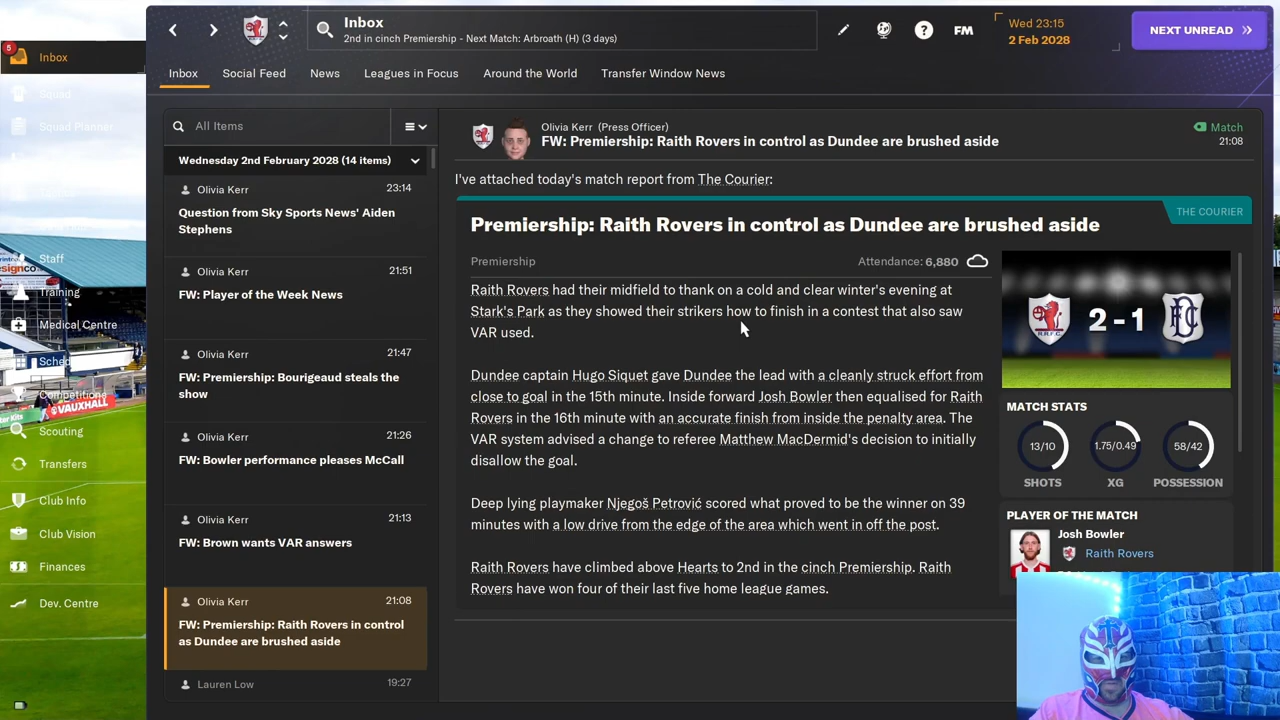 Inbox
2nd in cinch Premiership - Next Match: Arbroath (H) (3 days)
?
FM
Wed 23:15
2 Feb 2028
NEXT UNREAD
5
Inbox
Squad
Squad Planner
Staff
Training
Medical Centre
Sched
Competitions
Scouting
Transfers
Club Info
Club Vision
Finances
Dev. Centre
Inbox
Social Feed
News
Leagues in Focus
Around the World
Transfer Window News
All Items
Wednesday 2nd February 2028 (14 items)
Olivia Kerr
23:14
Question from Sky Sports News' Aiden
Stephens
Olivia Kerr
21:51
FW: Player of the Week News
Olivia Kerr
21:47
FW: Premiership: Bourigeaud steals the
show
Olivia Kerr
21:26
FW: Bowler performance pleases McCall
Olivia Kerr
21:13
FW: Brown wants VAR answers
Olivia Kerr
21:08
FW: Premiership: Raith Rovers in control
as Dundee are brushed aside
Lauren Low
19:27
Olivia Kerr (Press Officer)
FW: Premiership: Raith Rovers in control as Dundee are brushed aside
Match
21:08
I've attached today's match report from The Courier:
THE COURIER
Premiership: Raith Rovers in control as Dundee are brushed aside
Premiership
Attendance: 6,880
Raith Rovers had their midfield to thank on a cold and clear winter's evening at
Stark's Park as they showed their strikers how to finish in a contest that also saw
VAR used.
Dundee captain Hugo Siquet gave Dundee the lead with a cleanly struck effort from
close to goal in the 15th minute. Inside forward Josh Bowler then equalised for Raith
Rovers in the 16th minute with an accurate finish from inside the penalty area. The
VAR system advised a change to referee Matthew MacDermid's decision to initially
disallow the goal.
Deep lying playmaker Njegoš Petrović scored what proved to be the winner on 39
minutes with a low drive from the edge of the area which went in off the post.
Raith Rovers have climbed above Hearts to 2nd in the cinch Premiership. Raith
Rovers have won four of their last five home league games.
2 - 1
MATCH STATS
13/10
1.75/0.49
58/42
SHOTS
XG
POSSESSION
PLAYER OF THE MATCH
Josh Bowler
Raith Rovers
VAUXHALL